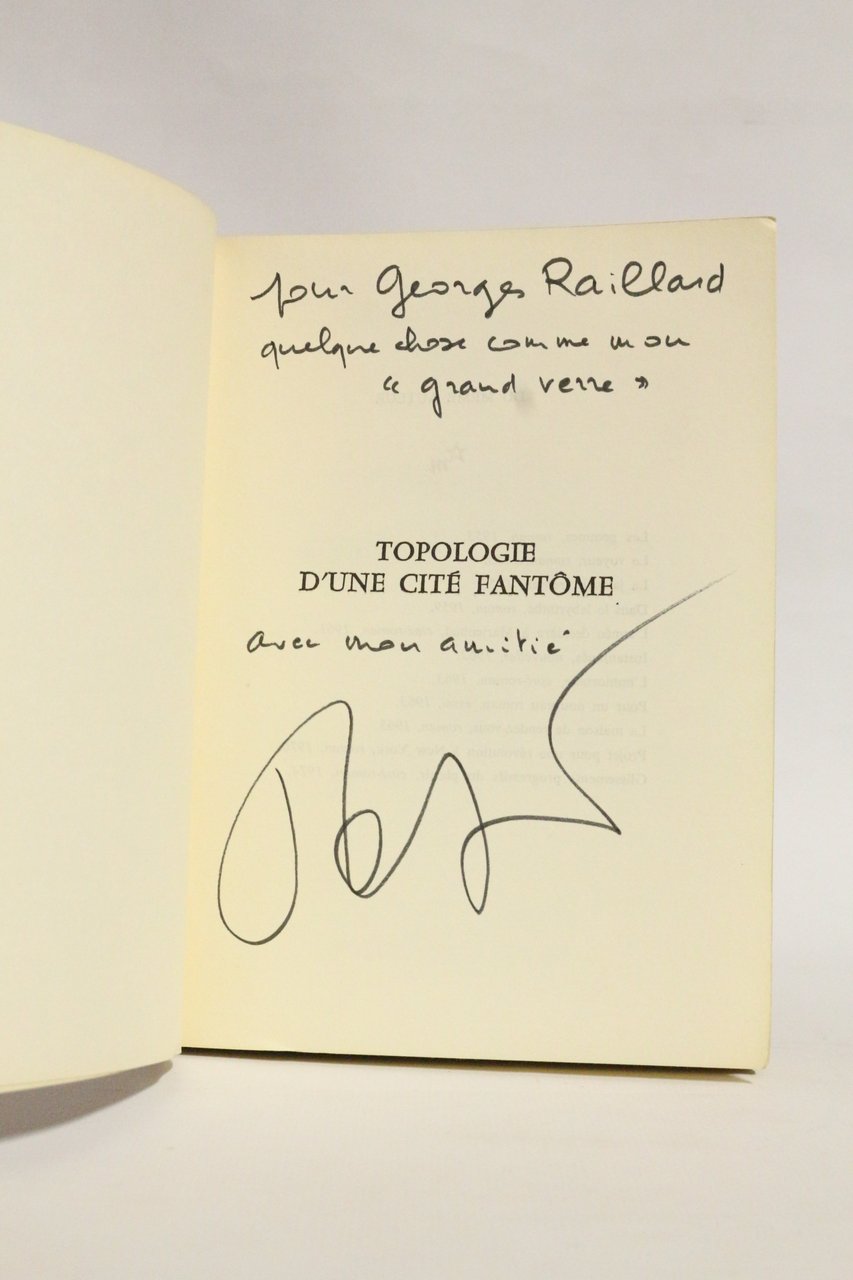 pour Georges Raillard
quelque chose comme mon
« grand verre »
TOPOLOGIE
D'UNE CITÉ FANTÔME
avec mon amitié